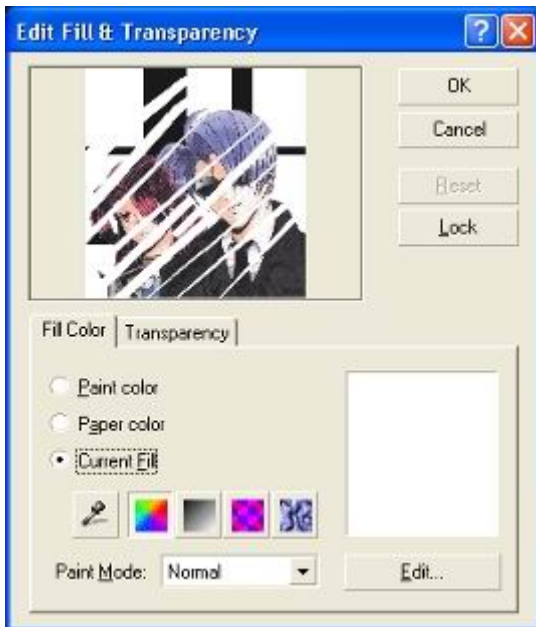 Edit Fill & Transparency
OK
Cancel
Reset
Lock
Fill Color
Transparency
Paint color
Paper color
Current Fill
Paint Mode:
Normal
Edit...